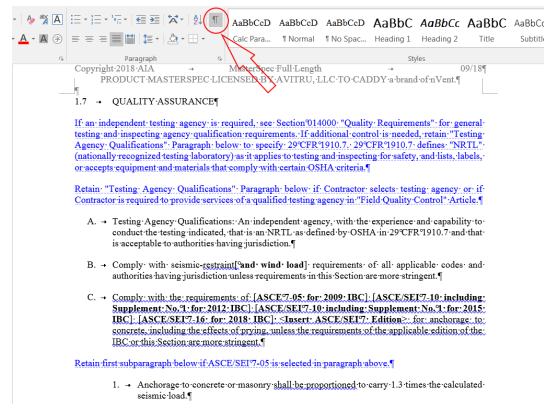 AaBbCcD AaBbCcD AaBbCcD AaBbC AaBbCc AaBbC AaBbCc
Calc Para... ¶ Normal ¶ No Spac... Heading 1 Heading 2 Title Subtitle
Paragraph Styles
Copyright·2018·AIA → MasterSpec·Full·Length → 09/18¶
PRODUCT·MASTERSPEC·LICENSED·BY·AVITRU,·LLC·TO·CADDY·a·brand·of·nVent.¶
¶
1.7 → QUALITY·ASSURANCE¶
If· an· independent· testing· agency· is· required,· see· Section°014000· "Quality· Requirements"· for· general·
testing·and·inspecting·agency·qualification·requirements.·If·additional·control·is·needed,·retain·"Testing·
Agency· Qualifications"· Paragraph· below· to· specify· 29°CFR°1910.7.· 29°CFR°1910.7· defines· "NRTL"·
(nationally·recognized·testing·laboratory)·as·it·applies·to·testing·and·inspecting·for·safety,·and·lists,·labels,·
or·accepts·equipment·and·materials·that·comply·with·certain·OSHA·criteria.¶
Retain· "Testing· Agency· Qualifications"· Paragraph· below· if· Contractor· selects· testing· agency· or· if·
Contractor·is·required·to·provide·services·of·a·qualified·testing·agency·in·"Field·Quality·Control"·Article.¶
A. → Testing·Agency·Qualifications:·An·independent·agency,·with·the·experience·and·capability·to·
conduct·the·testing·indicated,·that·is·an·NRTL·as·defined·by·OSHA·in·29°CFR°1910.7·and·that·
is·acceptable·to·authorities·having·jurisdiction.¶
B. → Comply· with· seismic-restraint[°and· wind· load]· requirements· of· all· applicable· codes· and·
authorities·having·jurisdiction·unless·requirements·in·this·Section·are·more·stringent.¶
C. → Comply· with· the· requirements· of· [ASCE°7-05· for· 2009· IBC]· [ASCE/SEI°7-10· including·
Supplement·No.°1·for·2012·IBC]·[ASCE/SEI°7-10·including·Supplement·No.°1·for·2015·
IBC]· [ASCE/SEI°7-16· for· 2018· IBC]· <Insert· ASCE/SEI°7· Edition>· for· anchorage· to·
concrete,·including·the·effects·of·prying,·unless·the·requirements·of·the·applicable·edition·of·the·
IBC·or·this·Section·are·more·stringent.¶
Retain·first·subparagraph·below·if·ASCE/SEI°7-05·is·selected·in·paragraph·above.¶
1. → Anchorage·to·concrete·or·masonry·shall·be·proportioned·to·carry·1.3·times·the·calculated·
seismic·load.¶